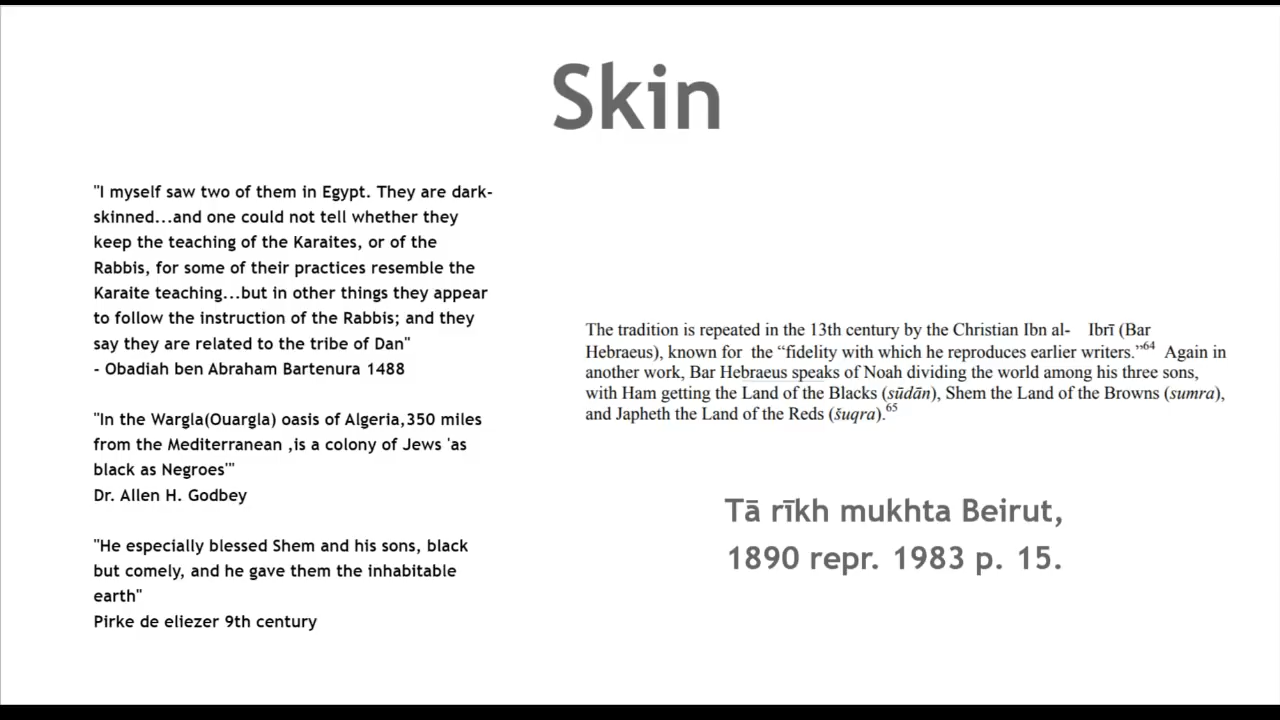 Skin
"I myself saw two of them in Egypt. They are dark-
skinned...and one could not tell whether they
keep the teaching of the Karaites, or of the
Rabbis, for some of their practices resemble the
Karaite teaching...but in other things they appear
to follow the instruction of the Rabbis; and they
say they are related to the tribe of Dan"
- Obadiah ben Abraham Bartenura 1488
"In the Wargla(Ouargla) oasis of Algeria,350 miles
from the Mediterranean ,is a colony of Jews 'as
black as Negroes'"
Dr. Allen H. Godbey
"He especially blessed Shem and his sons, black
but comely, and he gave them the inhabitable
earth"
Pirke de eliezer 9th century
The tradition is repeated in the 13th century by the Christian Ibn al- Ibrī (Bar
Hebraeus), known for the “fidelity with which he reproduces earlier writers.”64 Again in
another work, Bar Hebraeus speaks of Noah dividing the world among his three sons,
with Ham getting the Land of the Blacks (sūdān), Shem the Land of the Browns (sumra),
and Japheth the Land of the Reds (šuqra).65
Tā rīkh mukhta Beirut,
1890 repr. 1983 p. 15.